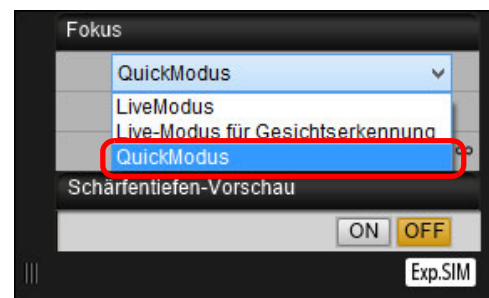 Fokus
QuickModus
LiveModus
Live-Modus für Gesichtserkennung
QuickModus
Schärfentiefen-Vorschau
ON OFF
Exp.SIM